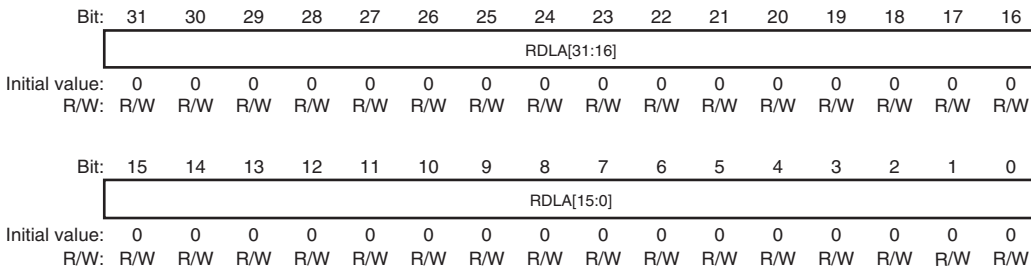 Bit: 31 30 29 28 27 26 25 24 23 22 21 20 19 18 17 16
RDLA[31:16]
Initial value: 0 0 0 0 0 0 0 0 0 0 0 0 0 0 0 0
R/W: R/W R/W R/W R/W R/W R/W R/W R/W R/W R/W R/W R/W R/W R/W R/W R/W
Bit: 15 14 13 12 11 10 9 8 7 6 5 4 3 2 1 0
RDLA[15:0]
Initial value: 0 0 0 0 0 0 0 0 0 0 0 0 0 0 0 0
R/W: R/W R/W R/W R/W R/W R/W R/W R/W R/W R/W R/W R/W R/W R/W R/W R/W